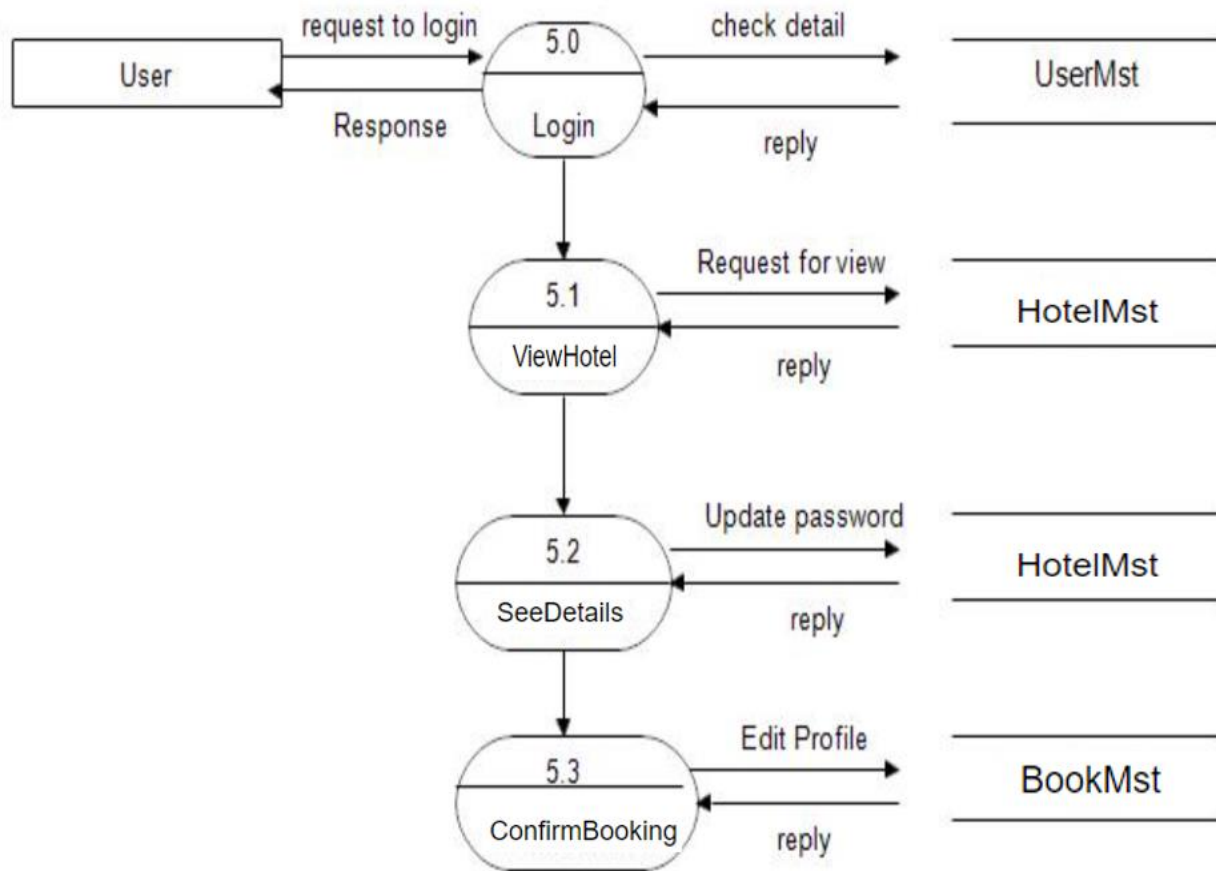 request to login
5.0
check detail
User
UserMst
Response
Login
reply
Request for view
5.1
HotelMst
ViewHotel
reply
Update password
5.2
HotelMst
SeeDetails
reply
Edit Profile
5.3
BookMst
ConfirmBooking
reply